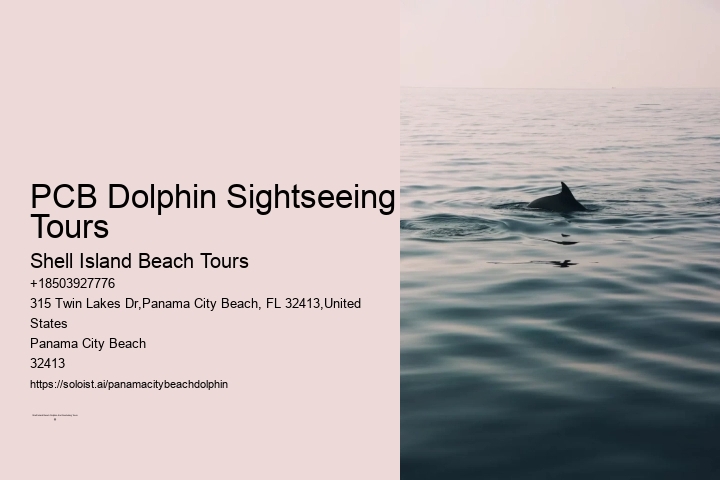 PCB Dolphin Sightseeing
Tours
Shell Island Beach Tours
+18503927776
315 Twin Lakes Dr,Panama City Beach, FL 32413,United
States
Panama City Beach
32413
https://soloist.ai/panamacitybeachdolphin